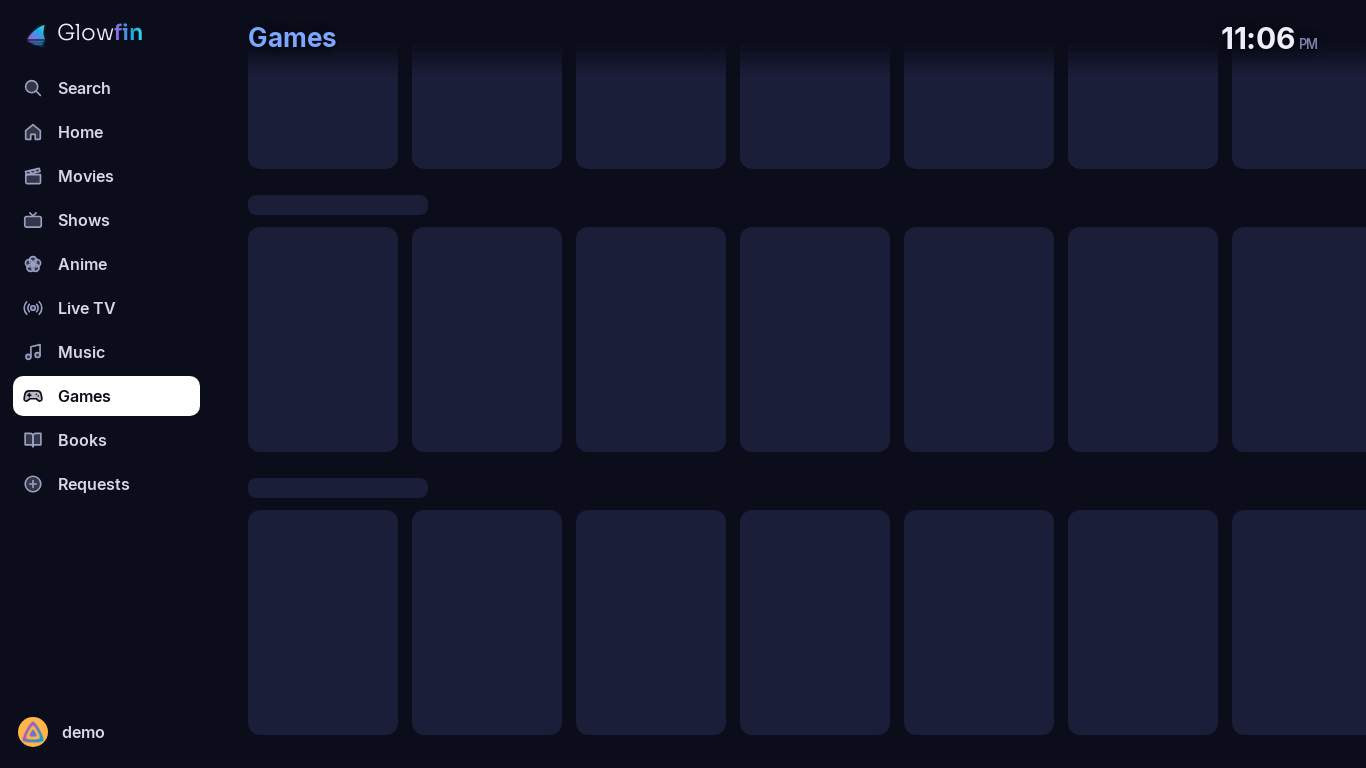 Glowfin
Games
11:06 PM
Search
Home
Movies
Shows
Anime
Live TV
Music
Games
Books
Requests
demo